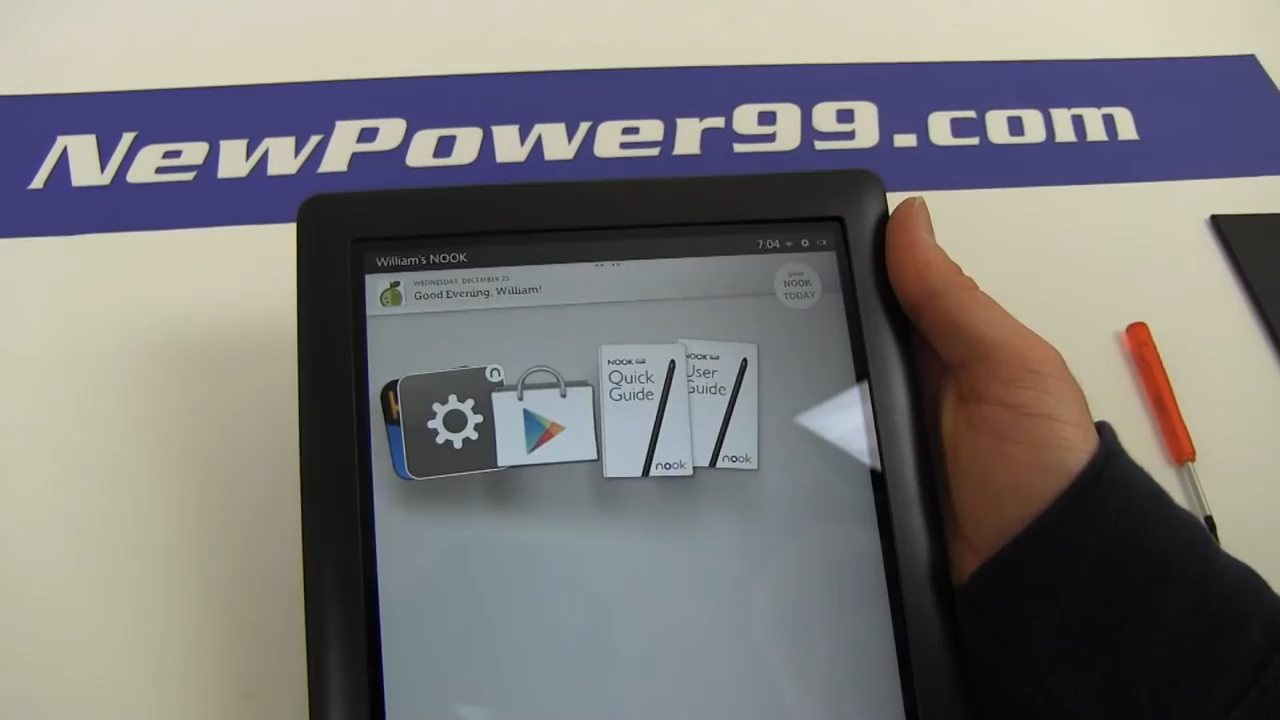 NewPower99.com
William's NOOK
7:04
WEDNESDAY, DECEMBER 25
Good Evening, William!
NOOK
TODAY
NOOK
Quick
Guide
nook
NOOK
User
Guide
nook
n